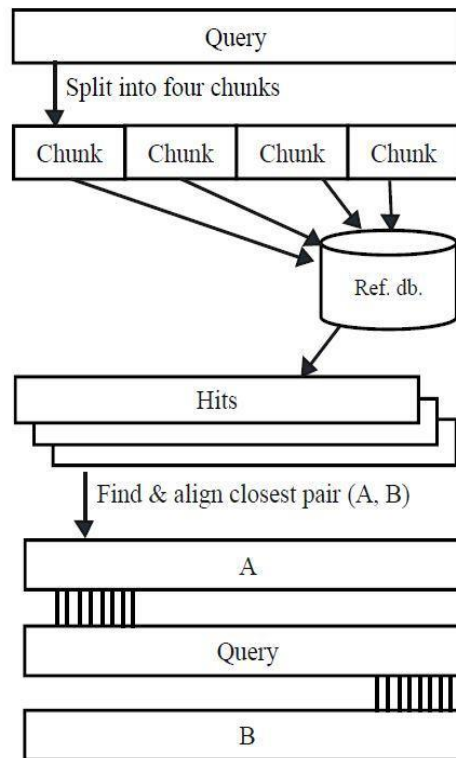 Query
Split into four chunks
Chunk Chunk Chunk Chunk
Ref. db.
Hits
Find & align closest pair (A, B)
A
Query
B